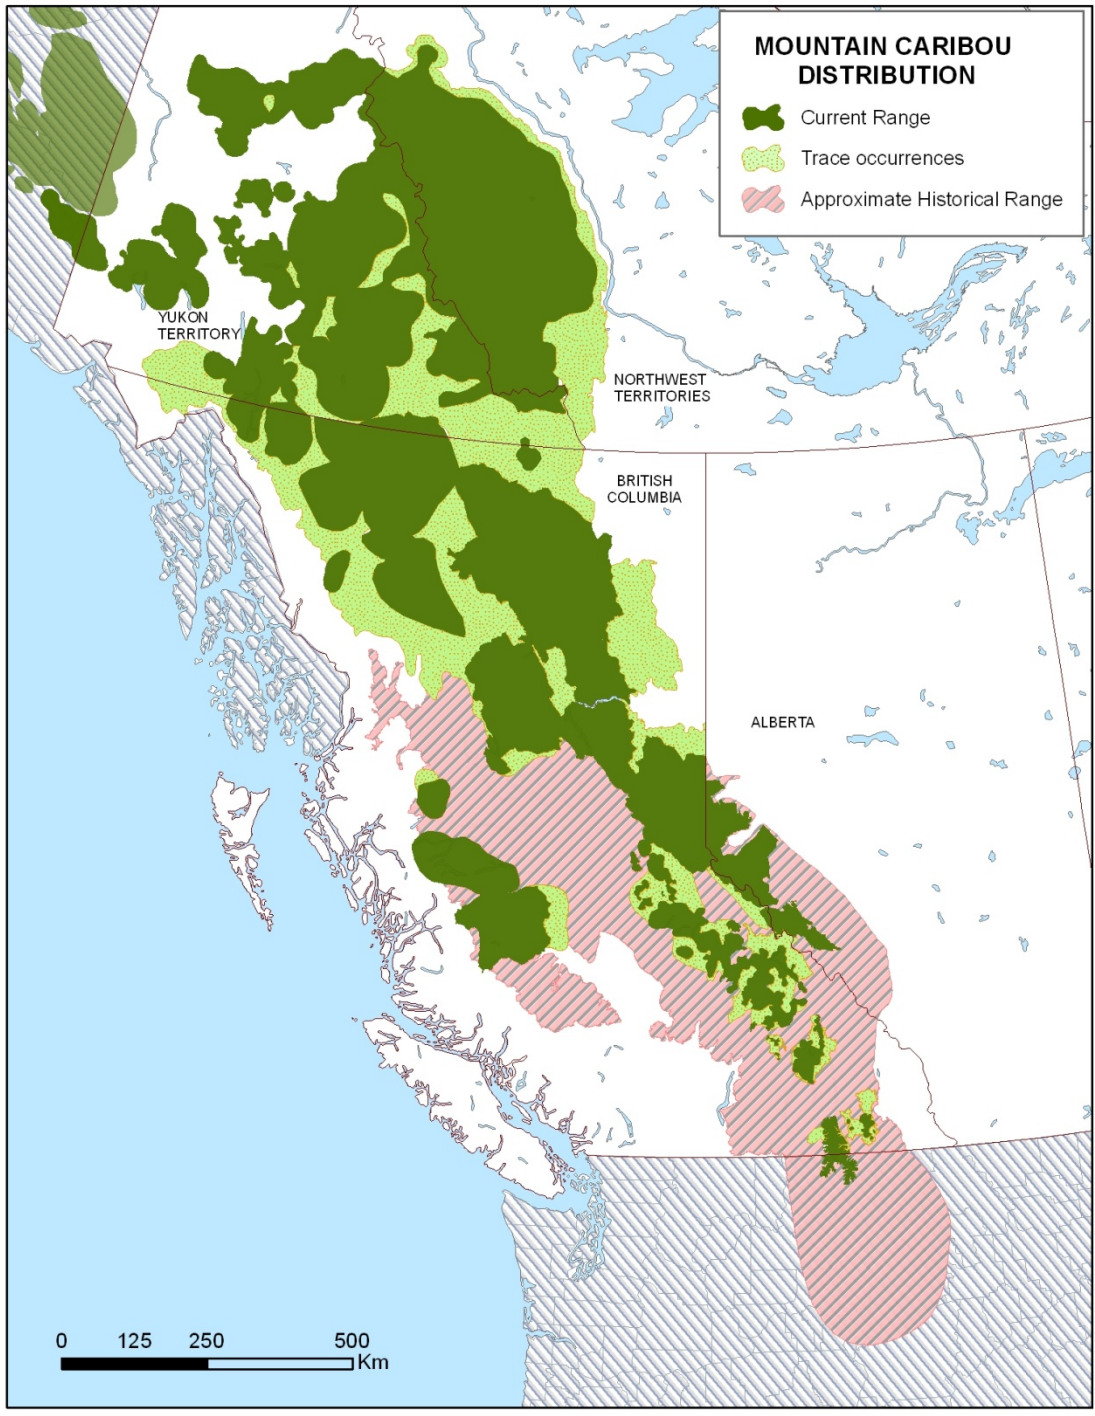 MOUNTAIN CARIBOU
DISTRIBUTION
Current Range
Trace occurrences
Approximate Historical Range
YUKON
TERRITORY
NORTHWEST
TERRITORIES
BRITISH
COLUMBIA
ALBERTA
0 125 250 500
Km